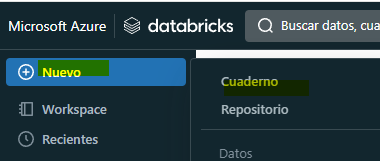 Microsoft Azure databricks Buscar datos, cua
Nuevo
Cuaderno
Workspace
Repositorio
Recientes
Datos